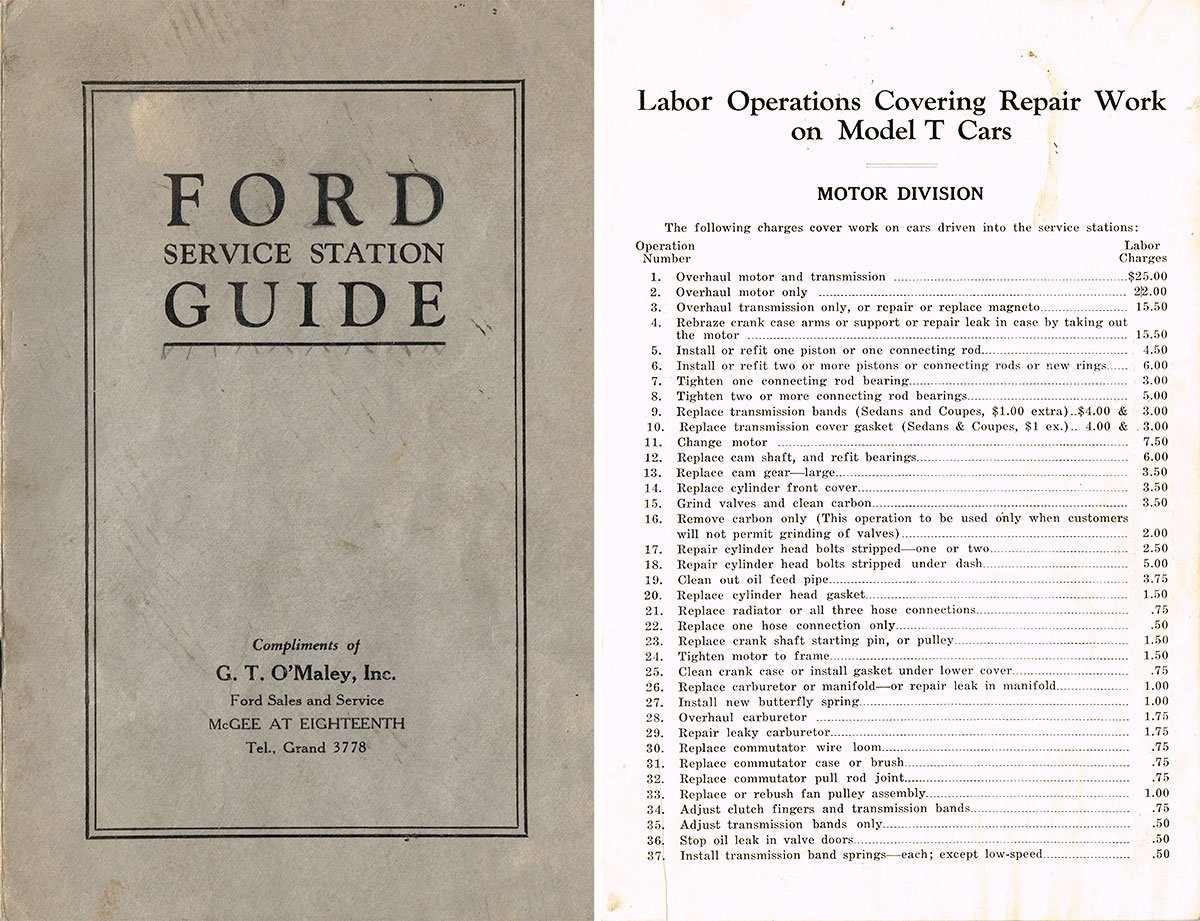 FORD
SERVICE STATION
GUIDE
Compliments of
G. T. O'Maley, Inc.
Ford Sales and Service
McGEE AT EIGHTEENTH
Tel., Grand 3778
Labor Operations Covering Repair Work
on Model T Cars
MOTOR DIVISION
The following charges cover work on cars driven into the service stations:
Operation Labor
Number Charges
1. Overhaul motor and transmission $25.00
2. Overhaul motor only 22.00
3. Overhaul transmission only, or repair or replace magneto 15.50
4. Rebraze crank case arms or support or repair leak in case by taking out
the motor 15.50
5. Install or refit one piston or one connecting rod 4.50
6. Install or refit two or more pistons or connecting rods or new rings 6.00
7. Tighten one connecting rod bearing 3.00
8. Tighten two or more connecting rod bearings 5.00
9. Replace transmission bands (Sedans and Coupes, $1.00 extra)..$4.00 & 3.00
10. Replace transmission cover gasket (Sedans & Coupes, $1 ex.).. 4.00 & 3.00
11. Change motor 7.50
12. Replace cam shaft, and refit bearings 6.00
13. Replace cam gear—large 3.50
14. Replace cylinder front cover 3.50
15. Grind valves and clean carbon 3.50
16. Remove carbon only (This operation to be used only when customers
will not permit grinding of valves) 2.00
17. Repair cylinder head bolts stripped—one or two 2.50
18. Repair cylinder head bolts stripped under dash 5.00
19. Clean out oil feed pipe 3.75
20. Replace cylinder head gasket 1.50
21. Replace radiator or all three hose connections .75
22. Replace one hose connection only .50
23. Replace crank shaft starting pin, or pulley 1.50
24. Tighten motor to frame 1.50
25. Clean crank case or install gasket under lower cover .75
26. Replace carburetor or manifold—or repair leak in manifold 1.00
27. Install new butterfly spring 1.00
28. Overhaul carburetor 1.75
29. Repair leaky carburetor 1.75
30. Replace commutator wire loom .75
31. Replace commutator case or brush .75
32. Replace commutator pull rod joint .75
33. Replace or rebush fan pulley assembly 1.00
34. Adjust clutch fingers and transmission bands .75
35. Adjust transmission bands only .50
36. Stop oil leak in valve doors .50
37. Install transmission band springs—each; except low-speed .50